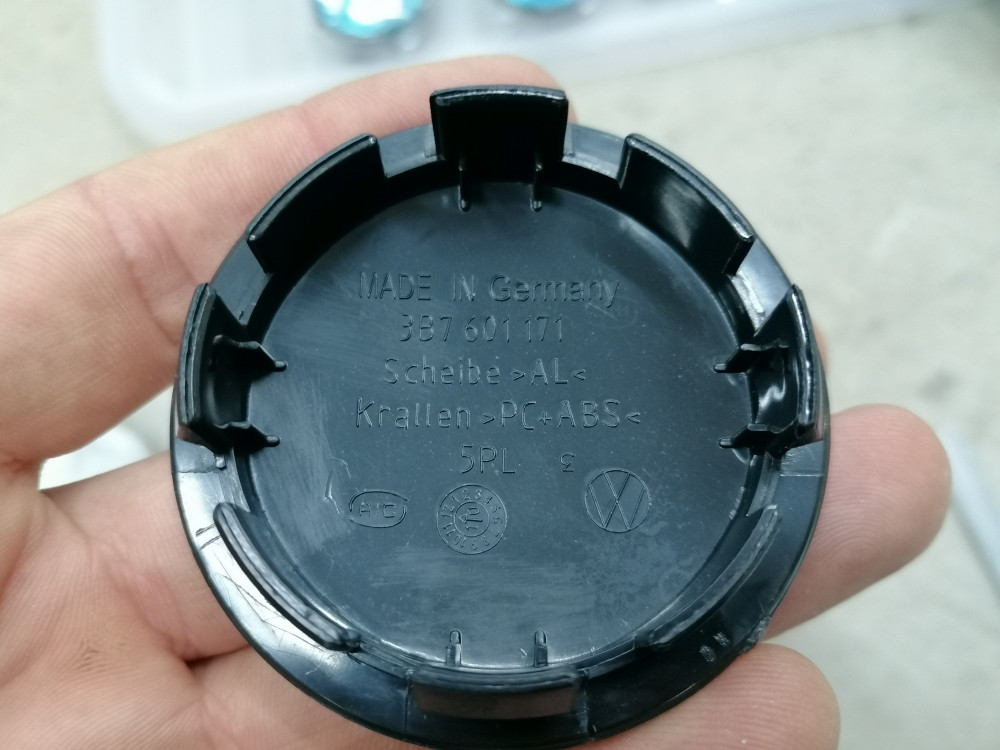 MADE IN Germany
3B7 601 171
Scheibe >AL<
Krallen >PC+ABS<
5PL